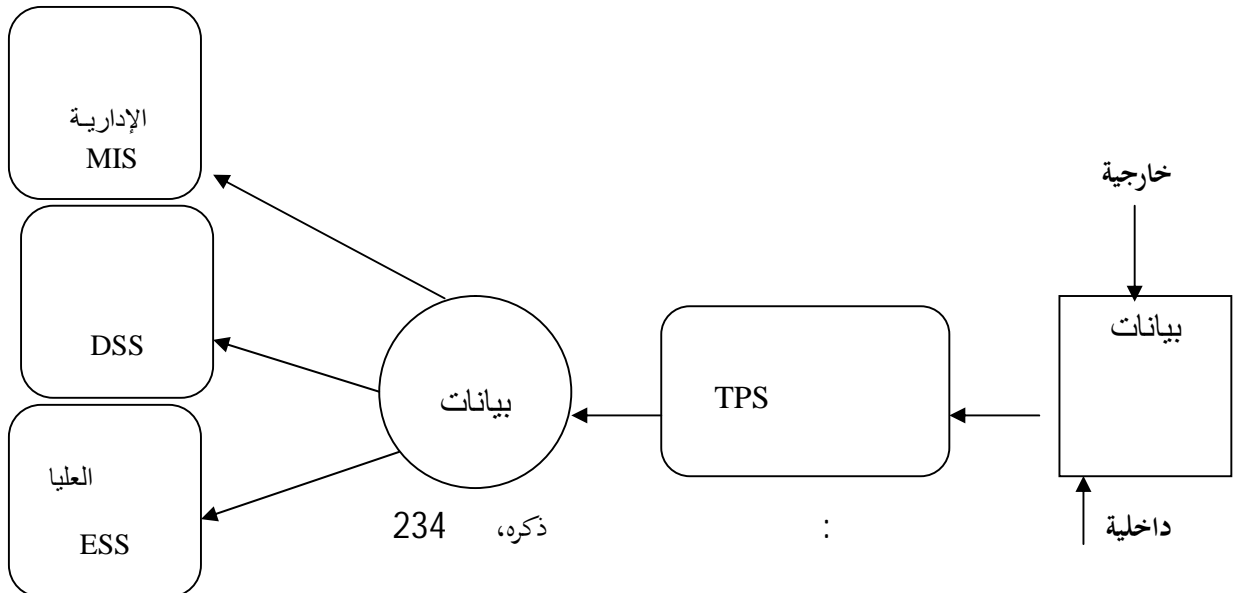 الإدارية
MIS
خارجية
بيانات
DSS
TPS
بيانات
العليا
ESS
داخلية
:
ذكره، 234